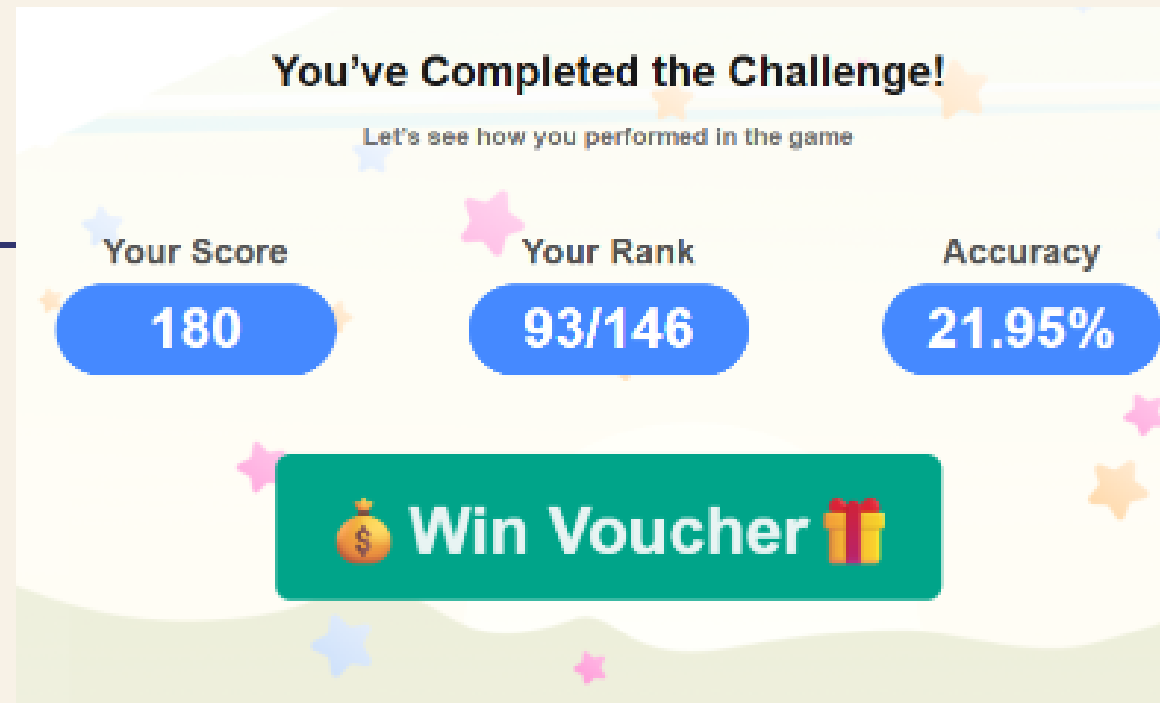 You’ve Completed the Challenge!
Let's see how you performed in the game
Your Score
180
Your Rank
93/146
Accuracy
21.95%
Win Voucher